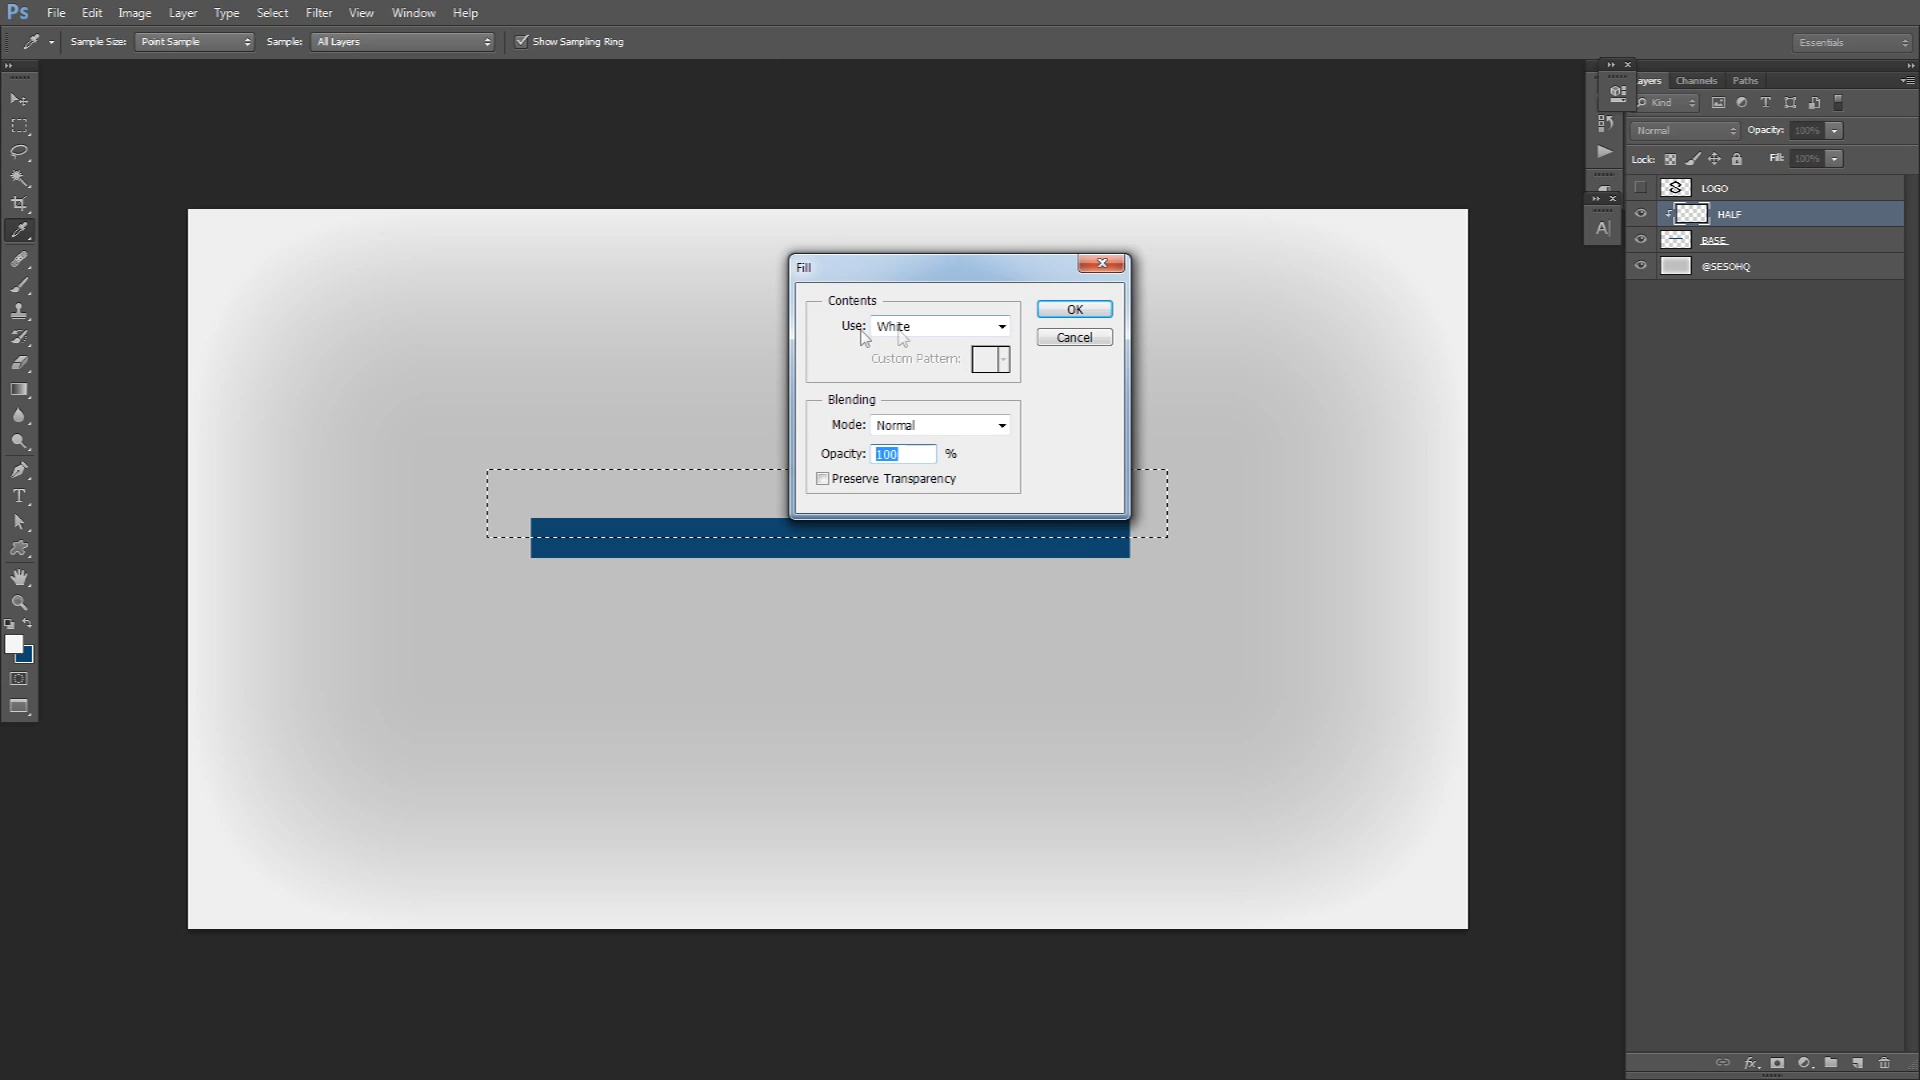 Ps File Edit Image Layer Type Select Filter View Window Help
Sample Size: Point Sample Sample: All Layers Show Sampling Ring Essentials
ayers Channels Paths
Kind T
Normal Opacity: 100%
Lock: Fill: 100%
LOGO
HALF
BASE
@SESOHQ
A|
T
Fill
Contents
Use: White
Custom Pattern:
OK
Cancel
Blending
Mode: Normal
Opacity: 100 %
Preserve Transparency
fx